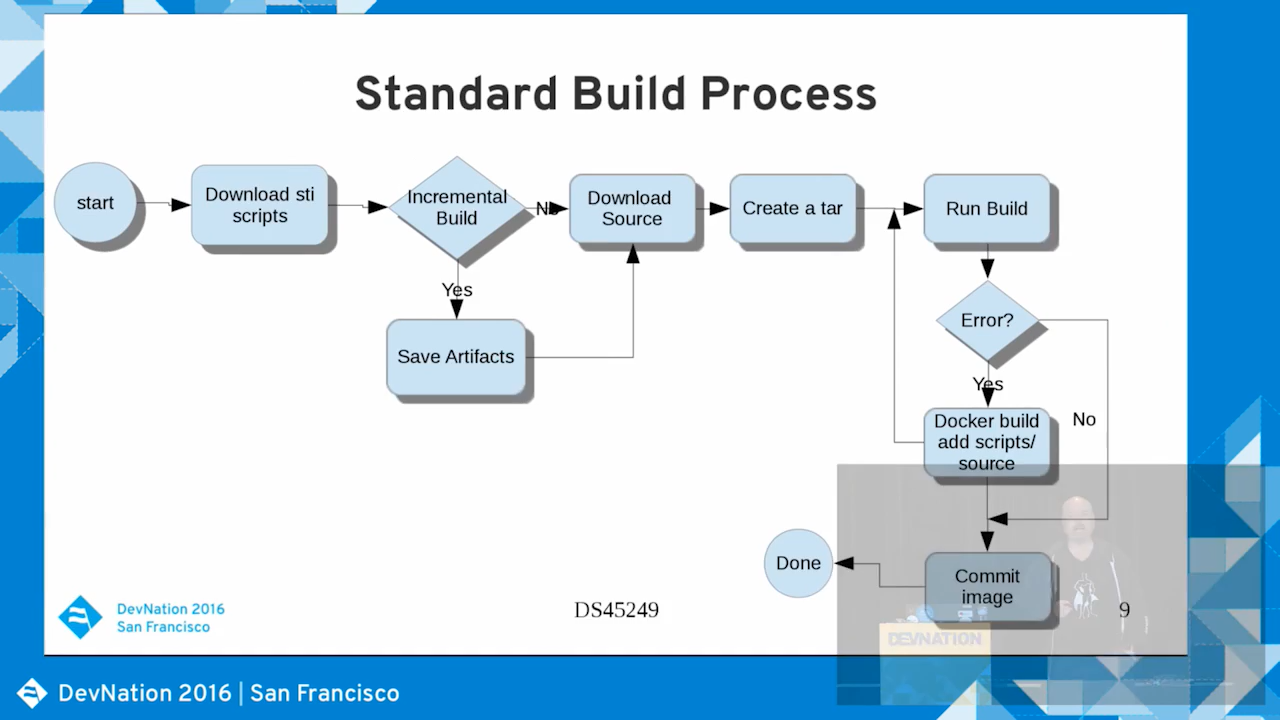 Standard Build Process
start
Download sti
scripts
Incremental
Build
No
Download
Source
Create a tar
Run Build
Yes
Save Artifacts
Error?
Yes
No
Docker build
add scripts/
source
Done
Commit
image
DevNation 2016
San Francisco
DS45249
9
DEVNATION
DevNation 2016 | San Francisco